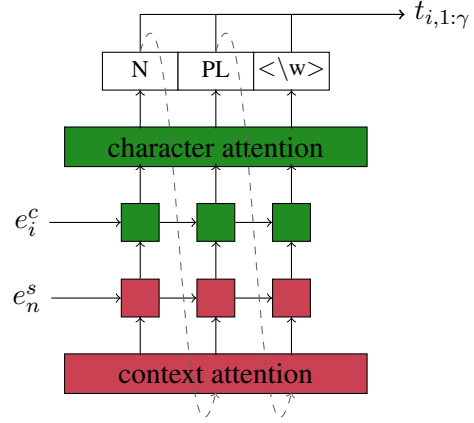 t_{i,1:γ}
N PL <\w>
character attention
e_i^c
e_n^s
context attention